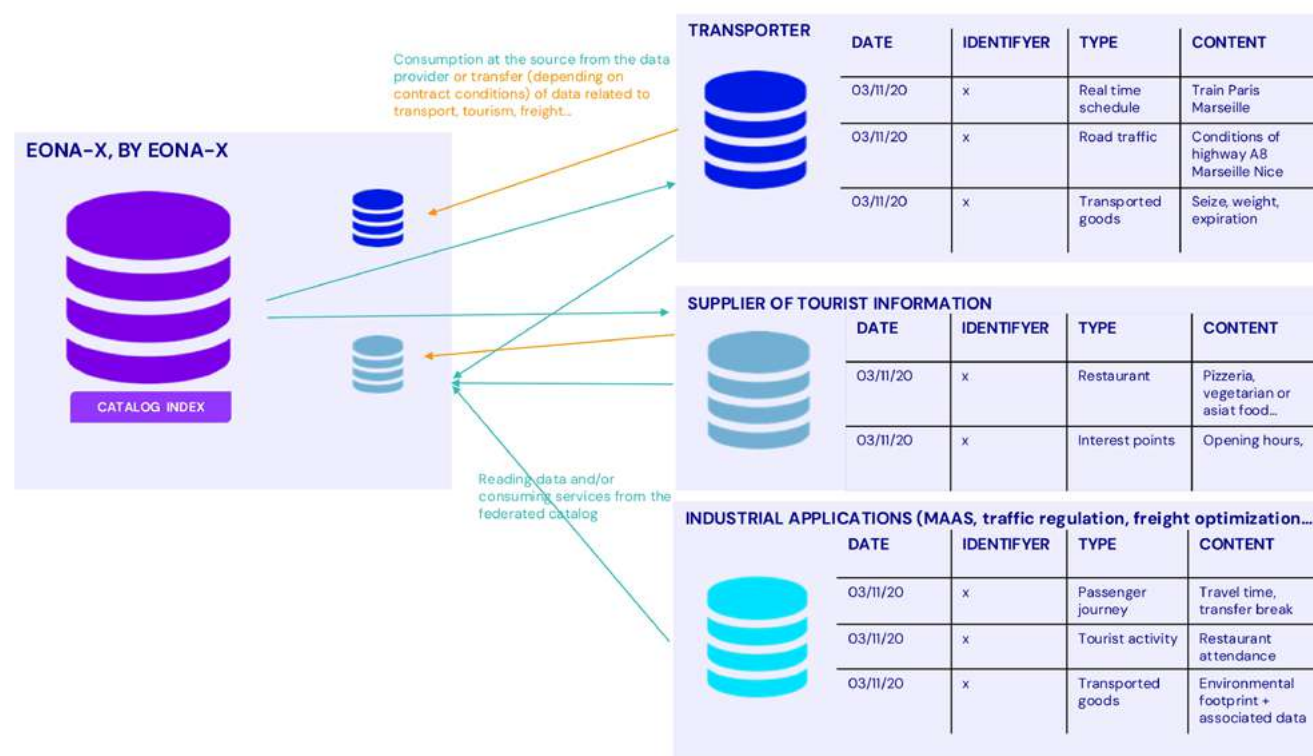 Consumption at the source from the data
provider or transfer (depending on
contract conditions) of data related to
transport, tourism, freight...
EONA-X, BY EONA-X
CATALOG INDEX
Reading data and/or
consuming services from the
federated catalog
TRANSPORTER
DATE IDENTIFYER TYPE CONTENT
03/11/20 x Real time Train Paris
schedule Marseille
03/11/20 x Road traffic Conditions of
highway A8
Marseille Nice
03/11/20 x Transported Seize, weight,
goods expiration
SUPPLIER OF TOURIST INFORMATION
DATE IDENTIFYER TYPE CONTENT
03/11/20 x Restaurant Pizzeria,
vegetarian or
asiat food...
03/11/20 x Interest points Opening hours,
INDUSTRIAL APPLICATIONS (MAAS, traffic regulation, freight optimization...
DATE IDENTIFYER TYPE CONTENT
03/11/20 x Passenger Travel time,
journey transfer break
03/11/20 x Tourist activity Restaurant
attendance
03/11/20 x Transported Environmental
goods footprint +
associated data